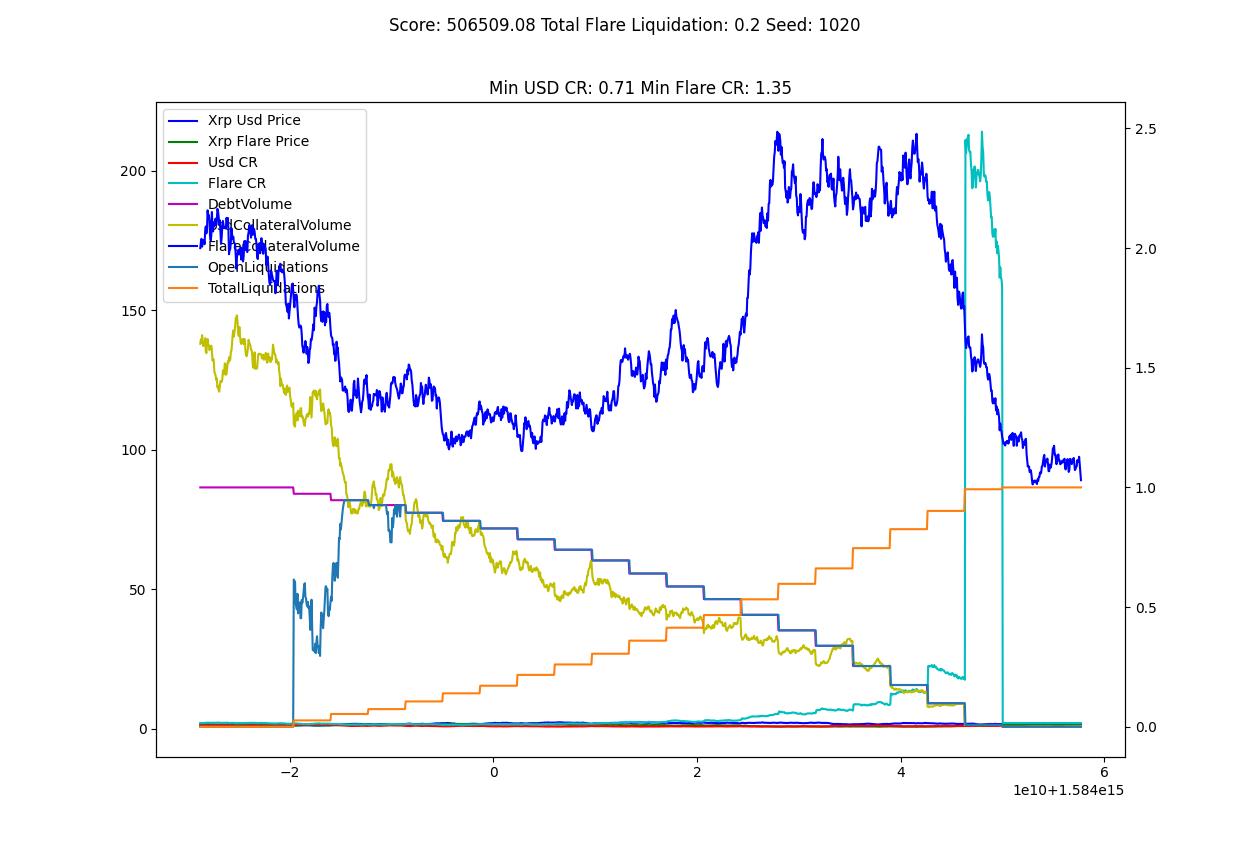 Score: 506509.08 Total Flare Liquidation: 0.2 Seed: 1020
Min USD CR: 0.71 Min Flare CR: 1.35
Xrp Usd Price
Xrp Flare Price
Usd CR
Flare CR
DebtVolume
UsdCollateralVolume
FlareCollateralVolume
OpenLiquidations
TotalLiquidations
200
150
100
50
0
2.5
2.0
1.5
1.0
0.5
0.0
−2 0 2 4 6
1e10+1.584e15